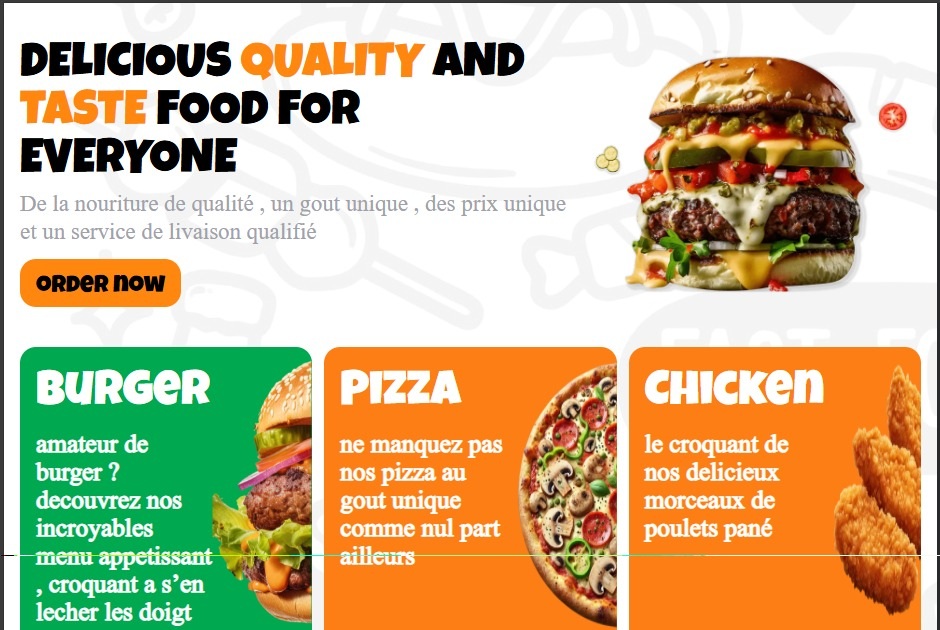 DELICIOUS QUALITY AND
TASTE FOOD FOR
EVERYONE
De la nouriture de qualité , un gout unique , des prix unique
et un service de livaison qualifié
ORDER NOW
BURGER
amateur de
burger ?
decouvrez nos
incroyables
menu appetissant
, croquant a s’en
lecher les doigt
PIZZA
ne manquez pas
nos pizza au
gout unique
comme nul part
ailleurs
CHICKEN
le croquant de
nos delicieux
morceaux de
poulets pané